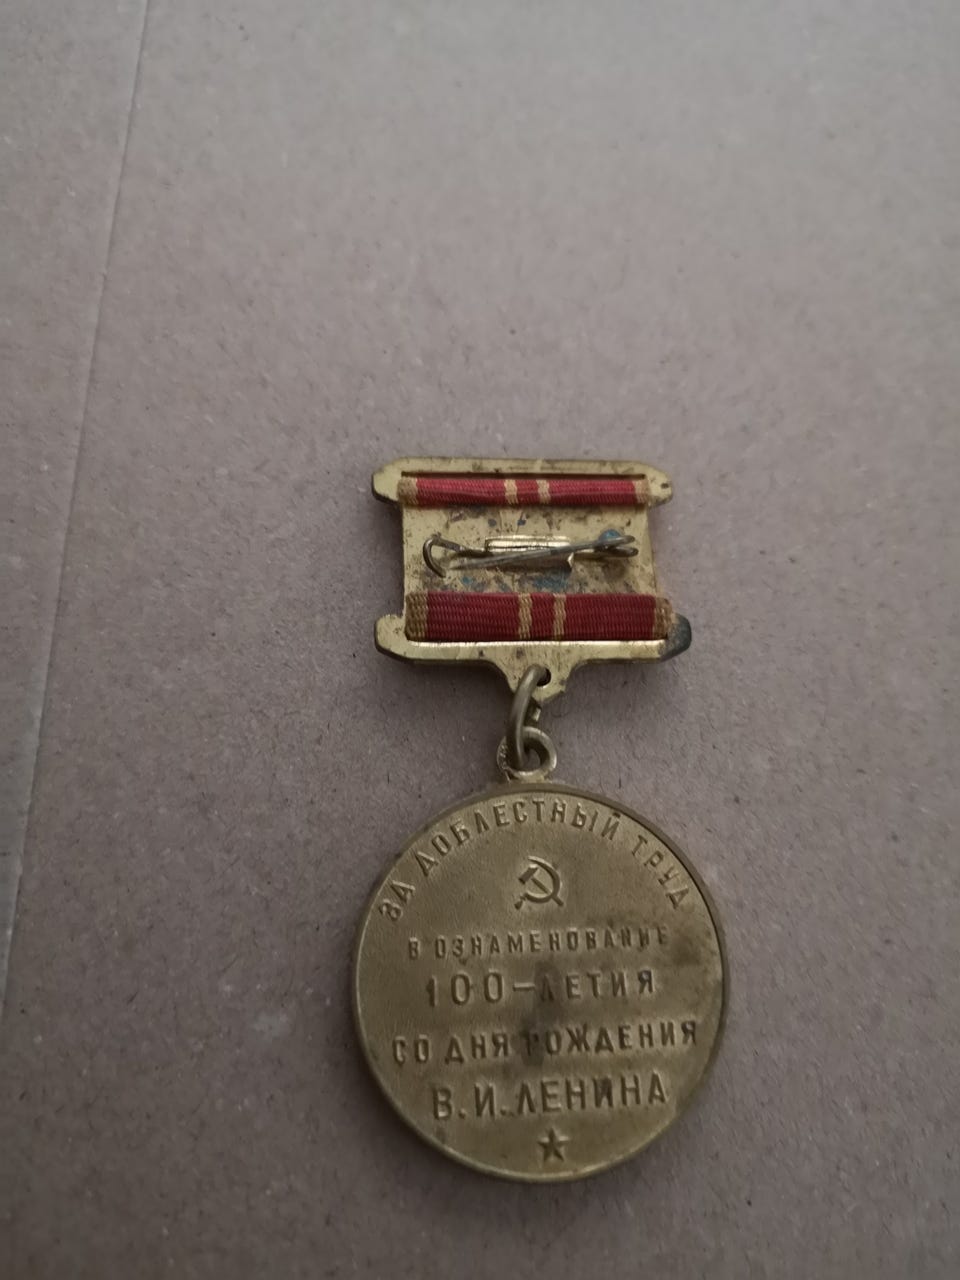 ЗА ДОБЛЕСТНЫЙ ТРУД
В ОЗНАМЕНОВАНИЕ
100-ЛЕТИЯ
СО ДНЯ РОЖДЕНИЯ
В.И.ЛЕНИНА